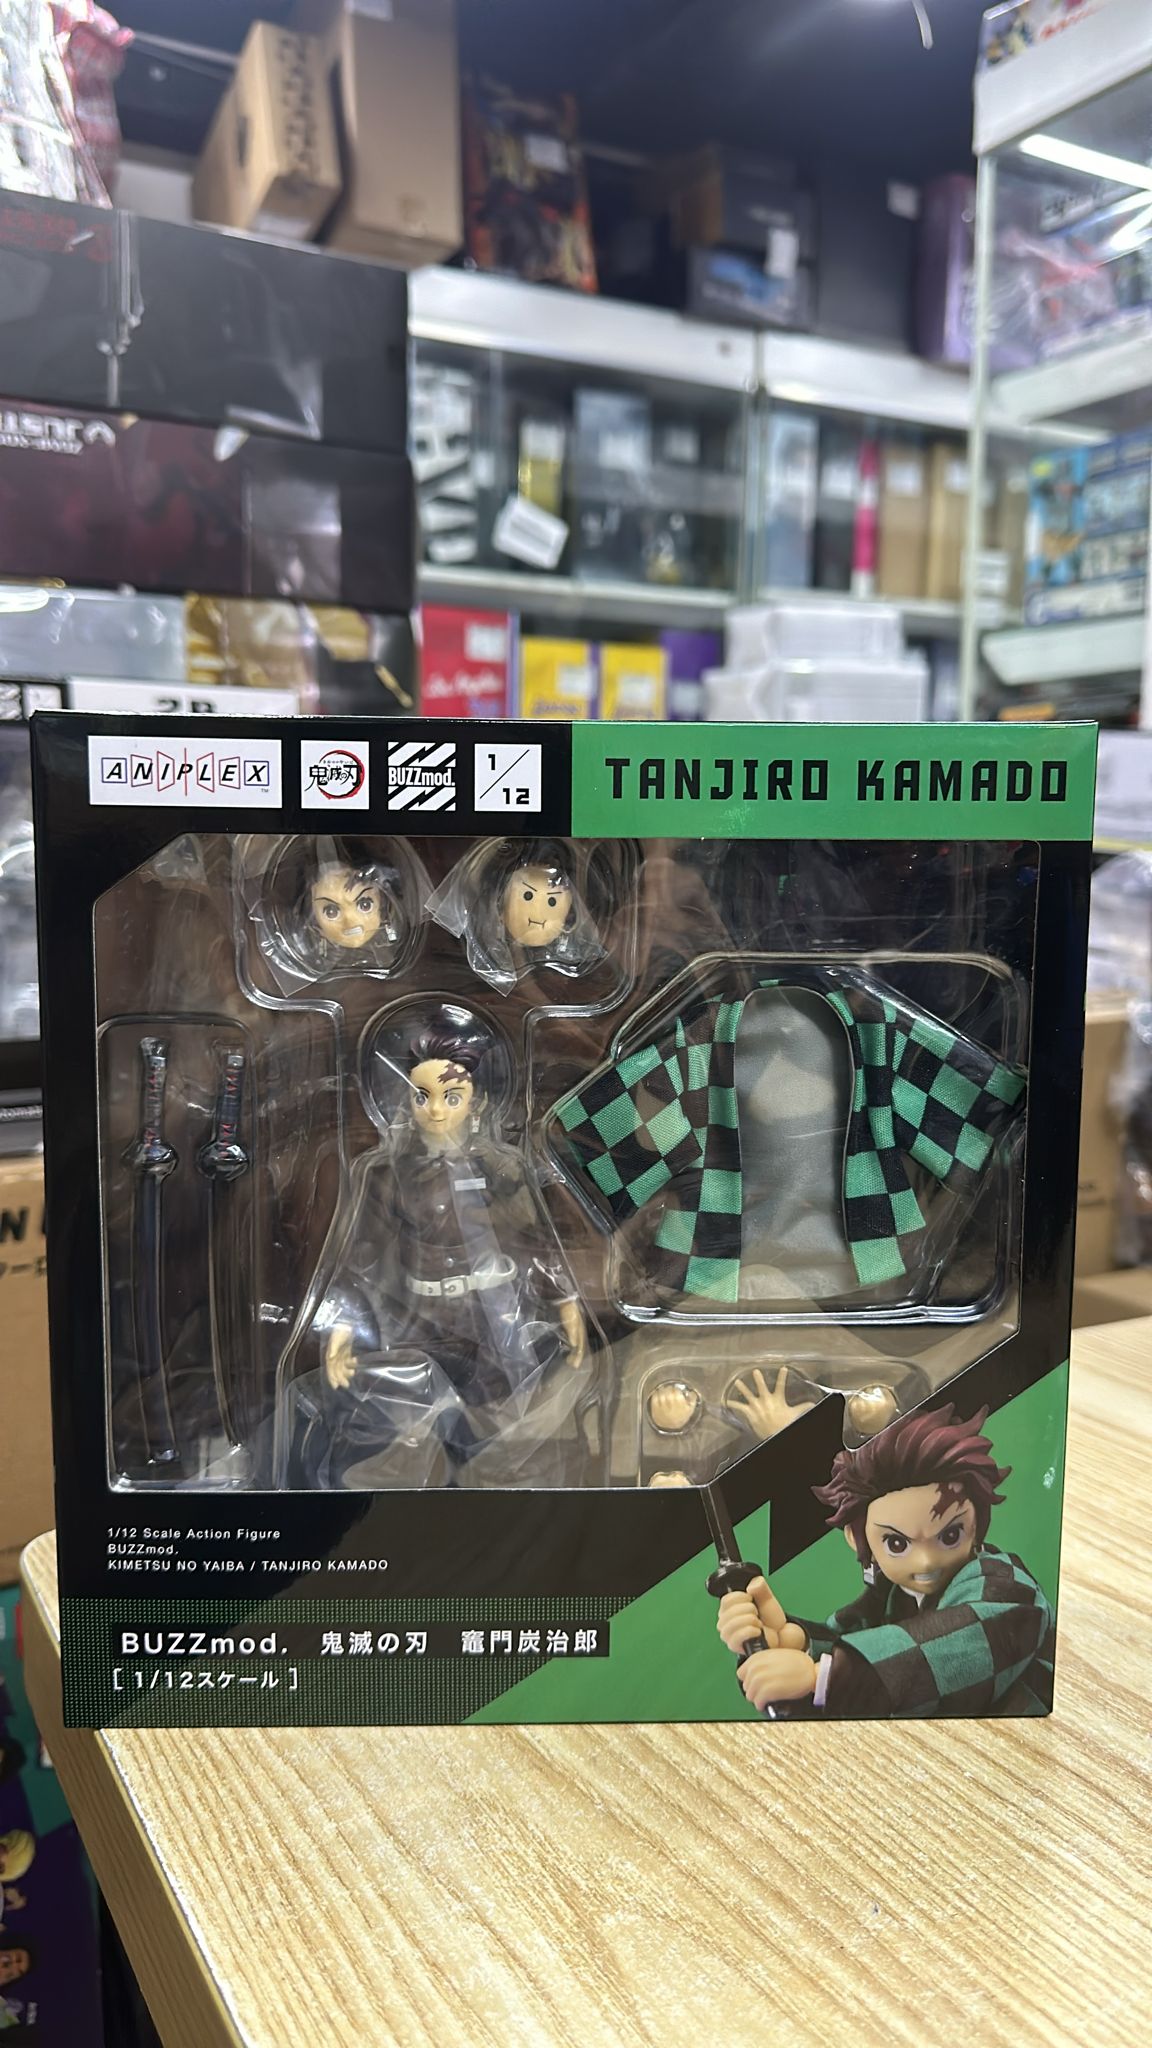 ANIPLEX
鬼滅の刃
BUZZmod.
1/12
TANJIRO KAMADO
1/12 Scale Action Figure
BUZZmod.
KIMETSU NO YAIBA / TANJIRO KAMADO
BUZZmod. 鬼滅の刃 竈門炭治郎
[ 1/12スケール ]